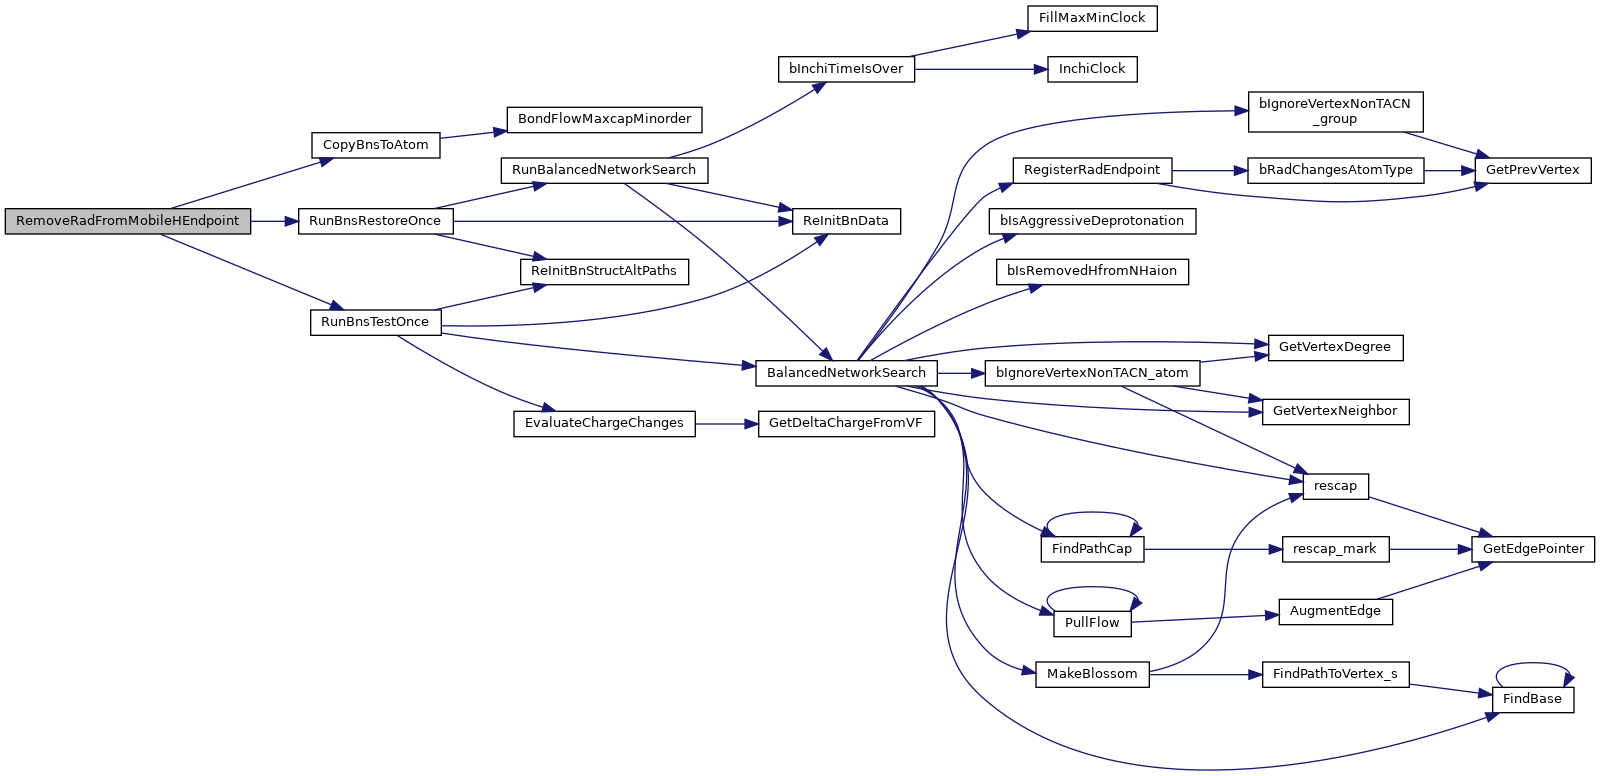 FillMaxMinClock
bInchiTimeIsOver
InchiClock
bIgnoreVertexNonTACN
_group
BondFlowMaxcapMinorder
CopyBnsToAtom
RunBalancedNetworkSearch
RegisterRadEndpoint
bRadChangesAtomType
GetPrevVertex
RemoveRadFromMobileHEndpoint
RunBnsRestoreOnce
ReInitBnData
bIsAggressiveDeprotonation
ReInitBnStructAltPaths
bIsRemovedHfromNHaion
RunBnsTestOnce
GetVertexDegree
BalancedNetworkSearch
bIgnoreVertexNonTACN_atom
GetVertexNeighbor
EvaluateChargeChanges
GetDeltaChargeFromVF
rescap
FindPathCap
rescap_mark
GetEdgePointer
PullFlow
AugmentEdge
MakeBlossom
FindPathToVertex_s
FindBase